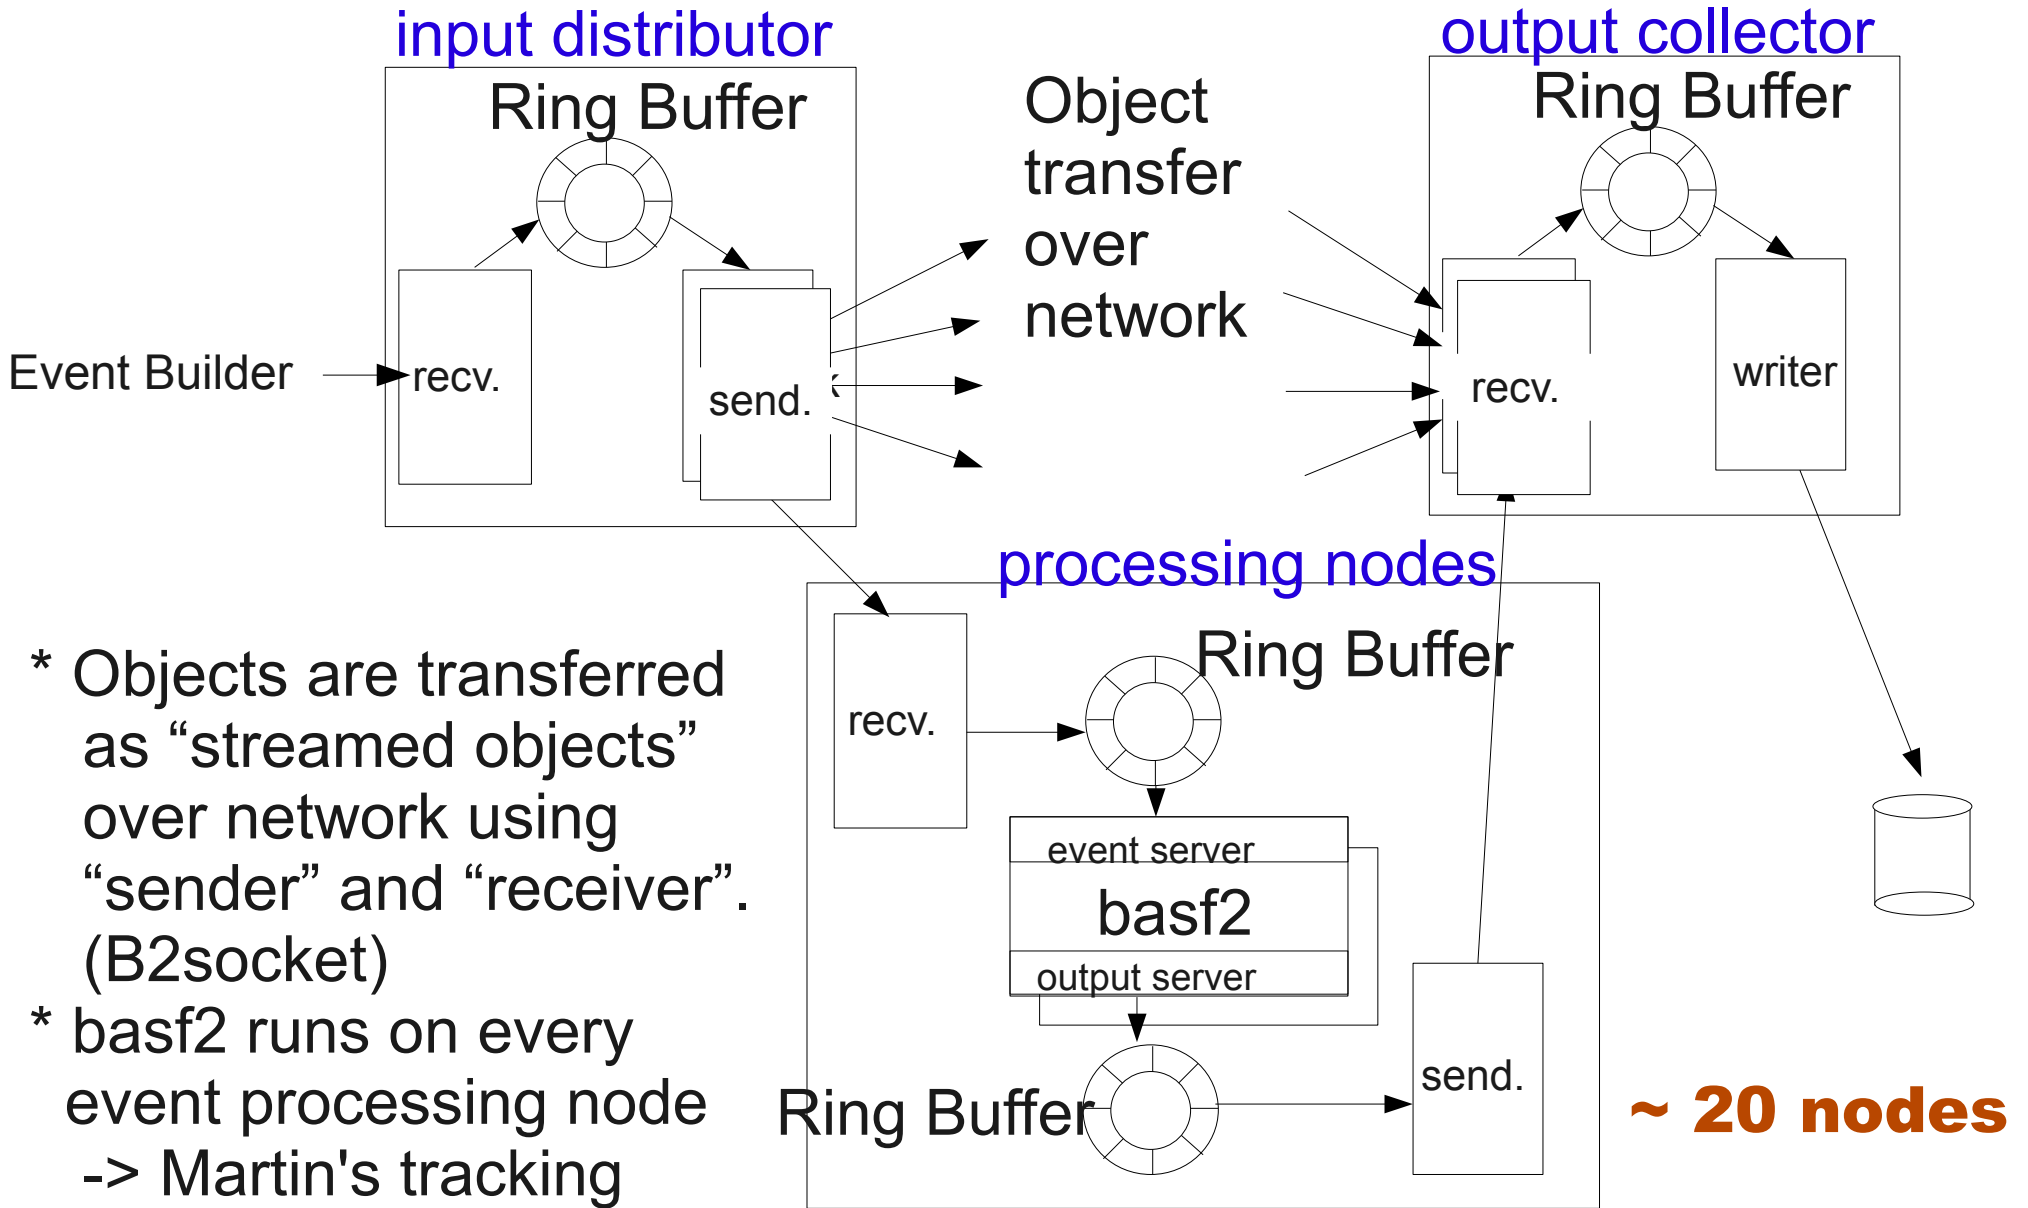 input distributor
output collector
Ring Buffer
Object
transfer
over
network
Ring Buffer
Event Builder
recv.
send.
recv.
writer
processing nodes
Ring Buffer
recv.
event server
basf2
output server
Ring Buffer
send.
~ 20 nodes
* Objects are transferred
as “streamed objects”
over network using
“sender” and “receiver”.
(B2socket)
* basf2 runs on every
event processing node
-> Martin's tracking